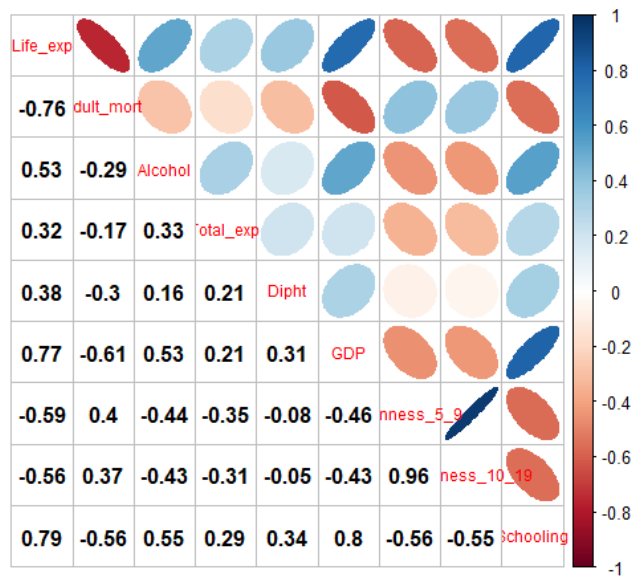 Life_exp
-0.76 dult_mort
0.53 -0.29 Alcohol
0.32 -0.17 0.33 Total_exp
0.38 -0.3 0.16 0.21 Dipht
0.77 -0.61 0.53 0.21 0.31 GDP
-0.59 0.4 -0.44 -0.35 -0.08 -0.46 nness_5_9
-0.56 0.37 -0.43 -0.31 -0.05 -0.43 0.96 ness_10_19
0.79 -0.56 0.55 0.29 0.34 0.8 -0.56 -0.55 Schooling
1
0.8
0.6
0.4
0.2
0
-0.2
-0.4
-0.6
-0.8
-1